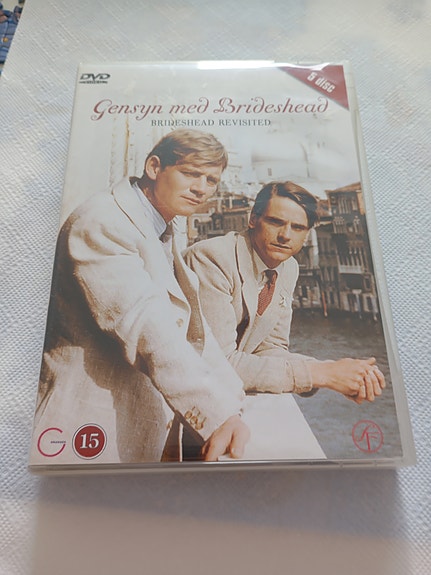 DVD
5 disc
Gensyn med Brideshead
BRIDESHEAD REVISITED
15